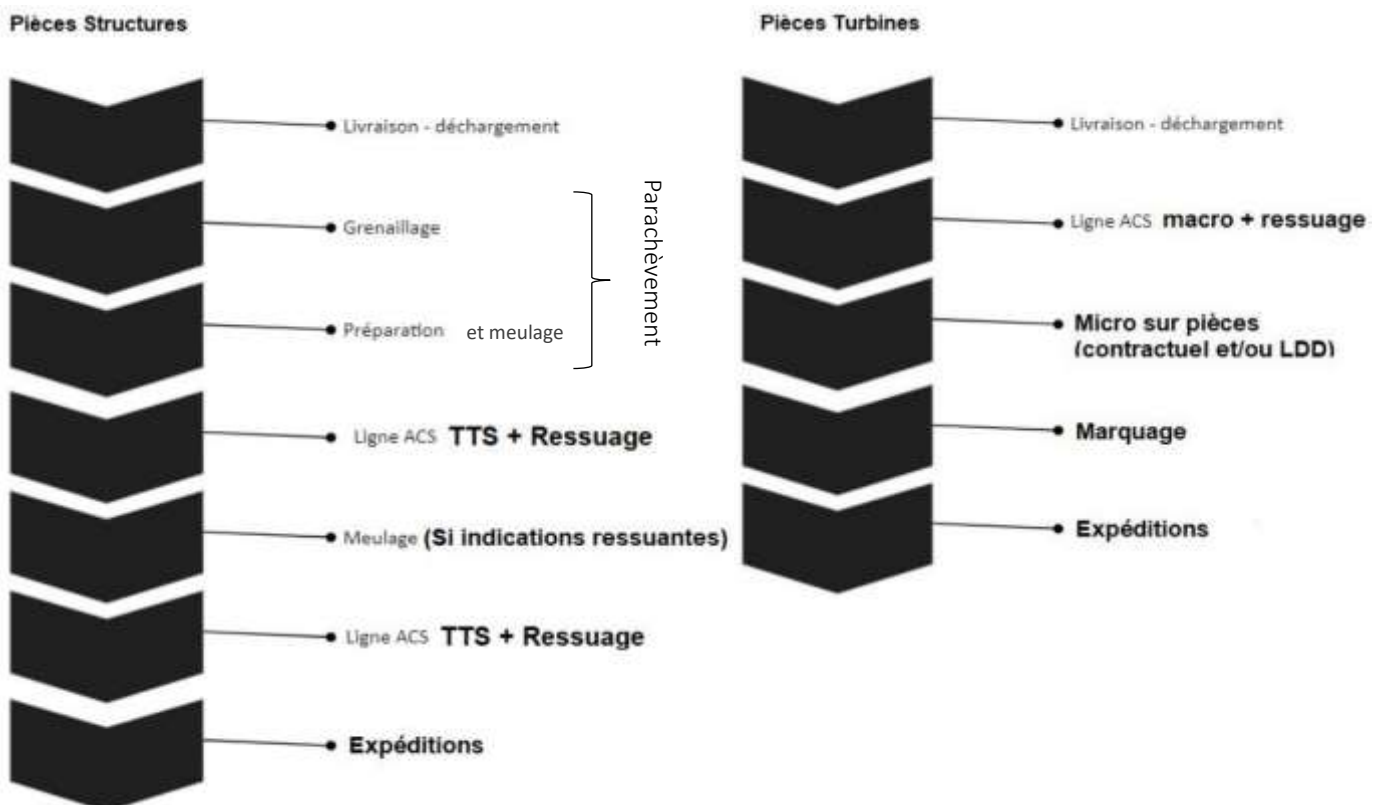 Pièces Structures
Livraison - déchargement
Grenaillage
Préparation et meulage
Parachèvement
Ligne ACS TTS + Ressuage
Meulage (Si indications ressuantes)
Ligne ACS TTS + Ressuage
Expéditions
Pièces Turbines
Livraison - déchargement
Ligne ACS macro + ressuage
Micro sur pièces
(contractuel et/ou LDD)
Marquage
Expéditions